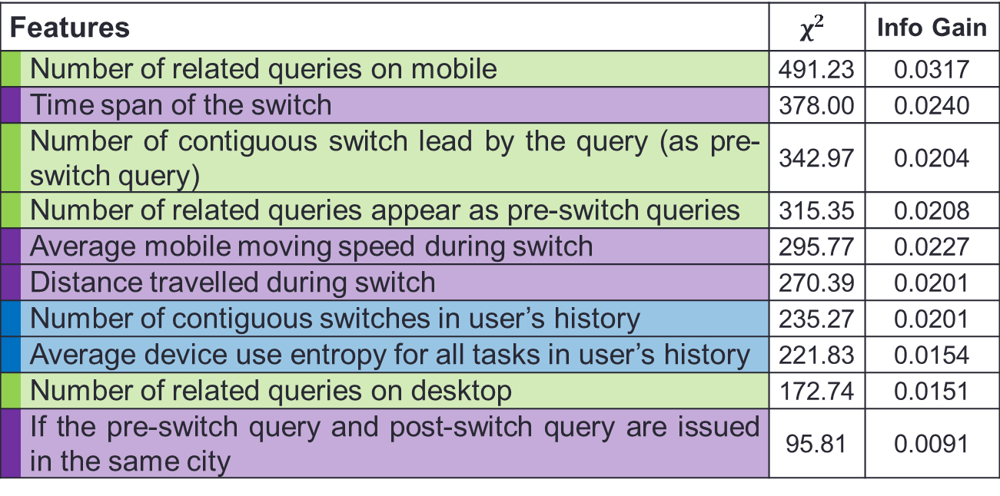 Features χ² Info Gain
Number of related queries on mobile 491.23 0.0317
Time span of the switch 378.00 0.0240
Number of contiguous switch lead by the query (as pre-
switch query) 342.97 0.0204
Number of related queries appear as pre-switch queries 315.35 0.0208
Average mobile moving speed during switch 295.77 0.0227
Distance travelled during switch 270.39 0.0201
Number of contiguous switches in user’s history 235.27 0.0201
Average device use entropy for all tasks in user’s history 221.83 0.0154
Number of related queries on desktop 172.74 0.0151
If the pre-switch query and post-switch query are issued
in the same city 95.81 0.0091